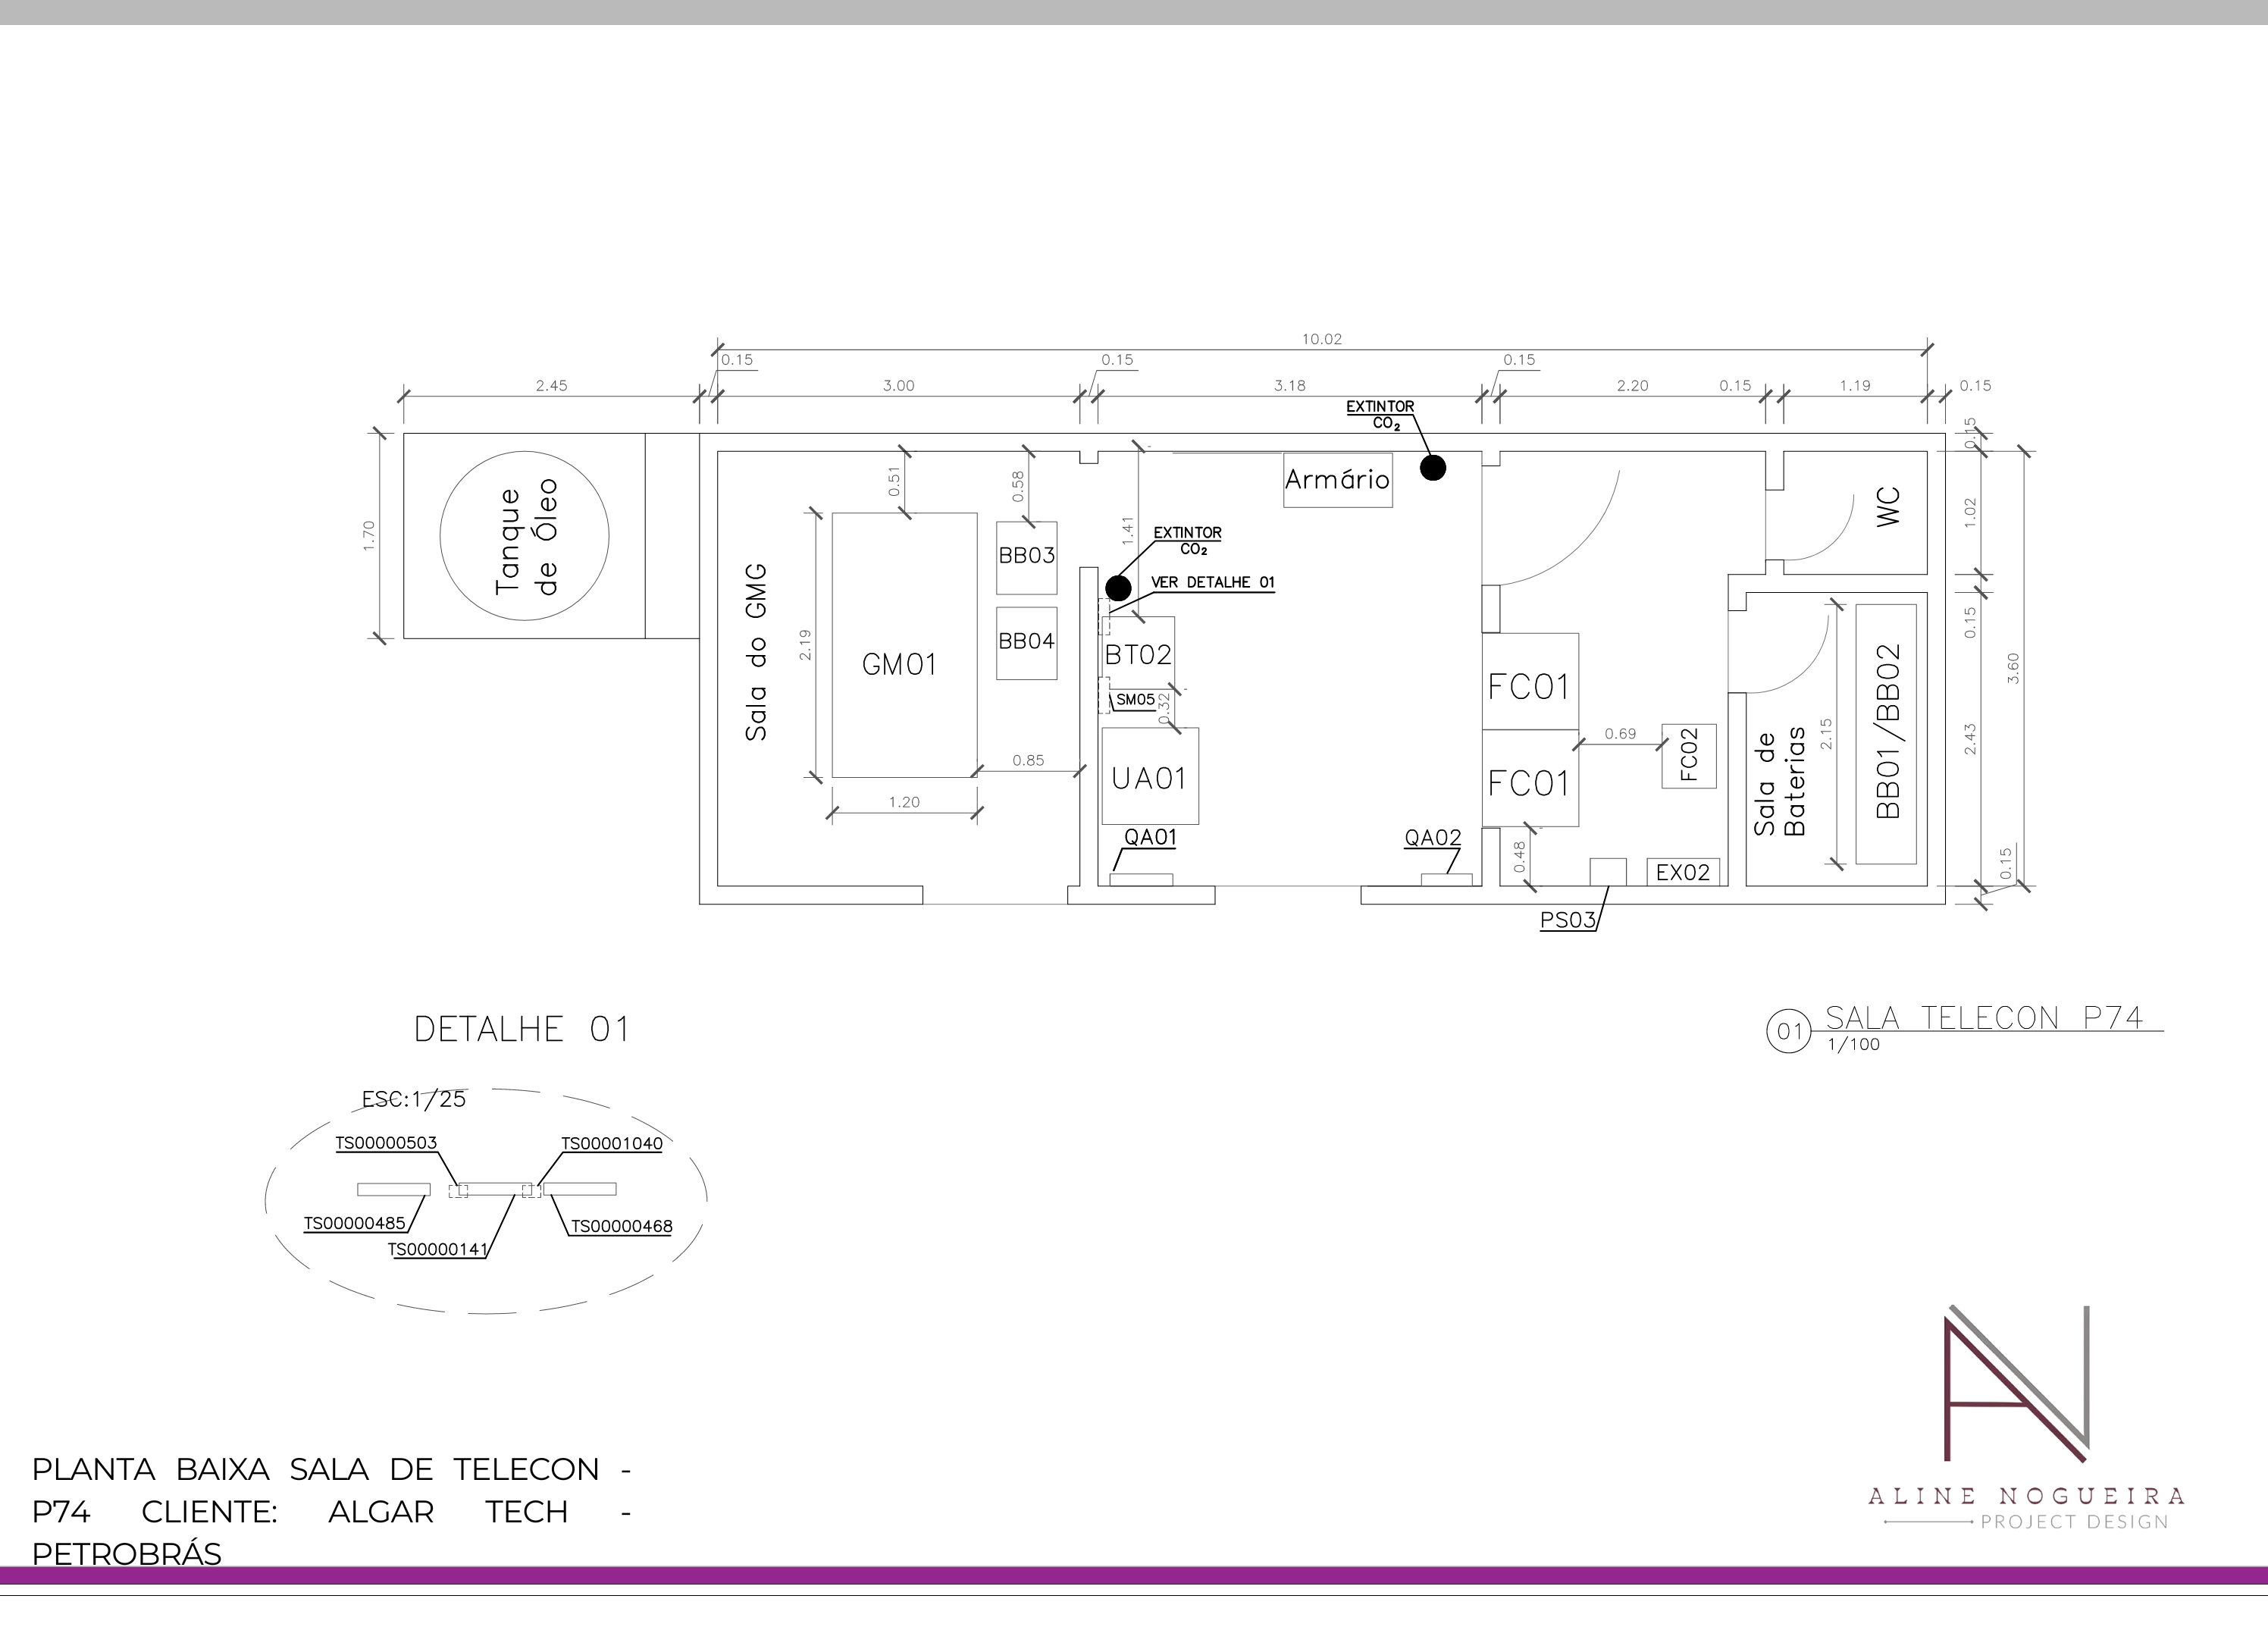 10.02
0.15
0.15
0.15
2.45
3.00
3.18
2.20
0.15
1.19
0.15
EXTINTOR
CO₂
0.15
Tanque
de Óleo
1.70
Sala do GMG
0.51
0.58
2.19
GM01
BB03
BB04
0.85
1.20
1.41
EXTINTOR
CO₂
VER DETALHE 01
BT02
SM05
0.32
UA01
QA01
Armário
QA02
FC01
FC01
0.48
0.69
FC02
PS03
EX02
WC
Sala de
Baterias
2.15
BB01/BB02
1.02
0.15
2.43
3.60
0.15
DETALHE 01
ESC:1/25
TS00000503
TS00001040
TS00000485
TS00000468
TS00000141
01
SALA TELECON P74
1/100
PLANTA BAIXA SALA DE TELECON -
P74 CLIENTE: ALGAR TECH -
PETROBRÁS
AN
ALINE NOGUEIRA
PROJECT DESIGN